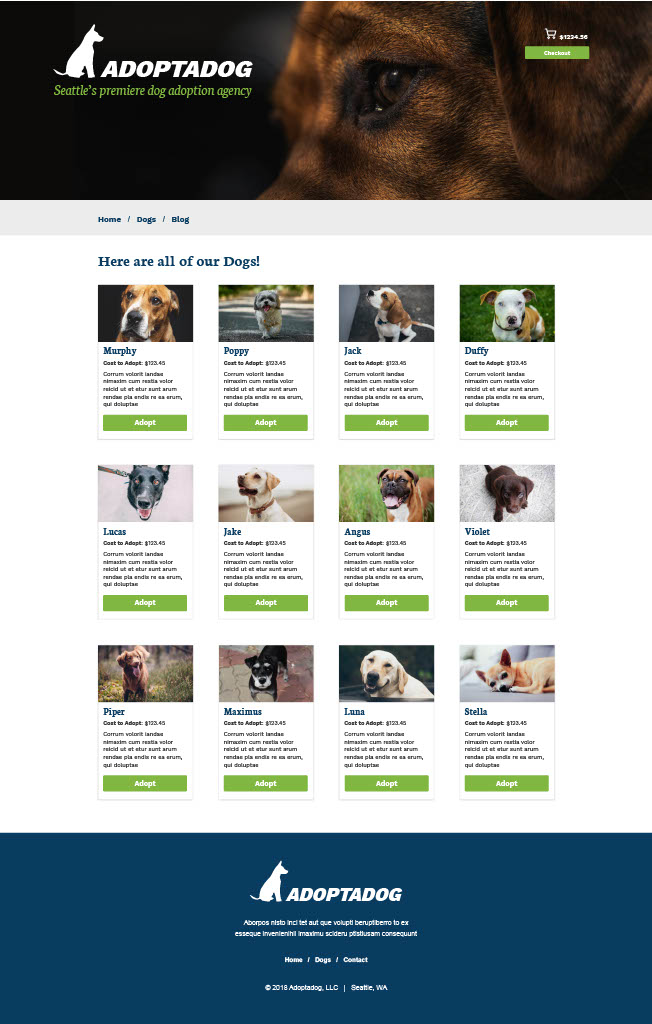 ADOPTADOG
Seattle's premiere dog adoption agency
$1234.56
Checkout
Home / Dogs / Blog
Here are all of our Dogs!
Murphy
Cost to Adopt: $123.45
Corrum volorit iandae
nimaxim cum restia volor
reicid ut et etur sunt arum
rendae pla endis re ea erum,
qui doluptae
Adopt
Poppy
Cost to Adopt: $123.45
Corrum volorit iandae
nimaxim cum restia volor
reicid ut et etur sunt arum
rendae pla endis re ea erum,
qui doluptae
Adopt
Jack
Cost to Adopt: $123.45
Corrum volorit iandae
nimaxim cum restia volor
reicid ut et etur sunt arum
rendae pla endis re ea erum,
qui doluptae
Adopt
Duffy
Cost to Adopt: $123.45
Corrum volorit iandae
nimaxim cum restia volor
reicid ut et etur sunt arum
rendae pla endis re ea erum,
qui doluptae
Adopt
Lucas
Cost to Adopt: $123.45
Corrum volorit iandae
nimaxim cum restia volor
reicid ut et etur sunt arum
rendae pla endis re ea erum,
qui doluptae
Adopt
Jake
Cost to Adopt: $123.45
Corrum volorit iandae
nimaxim cum restia volor
reicid ut et etur sunt arum
rendae pla endis re ea erum,
qui doluptae
Adopt
Angus
Cost to Adopt: $123.45
Corrum volorit iandae
nimaxim cum restia volor
reicid ut et etur sunt arum
rendae pla endis re ea erum,
qui doluptae
Adopt
Violet
Cost to Adopt: $123.45
Corrum volorit iandae
nimaxim cum restia volor
reicid ut et etur sunt arum
rendae pla endis re ea erum,
qui doluptae
Adopt
Piper
Cost to Adopt: $123.45
Corrum volorit iandae
nimaxim cum restia volor
reicid ut et etur sunt arum
rendae pla endis re ea erum,
qui doluptae
Adopt
Maximus
Cost to Adopt: $123.45
Corrum volorit iandae
nimaxim cum restia volor
reicid ut et etur sunt arum
rendae pla endis re ea erum,
qui doluptae
Adopt
Luna
Cost to Adopt: $123.45
Corrum volorit iandae
nimaxim cum restia volor
reicid ut et etur sunt arum
rendae pla endis re ea erum,
qui doluptae
Adopt
Stella
Cost to Adopt: $123.45
Corrum volorit iandae
nimaxim cum restia volor
reicid ut et etur sunt arum
rendae pla endis re ea erum,
qui doluptae
Adopt
ADOPTADOG
Aborpos nisto inci tet aut que volupti beruptiberro to ex
esseque invenienihil imaximu scideru ptistiusam consequunt
Home / Dogs / Contact
© 2018 Adoptadog, LLC | Seattle, WA